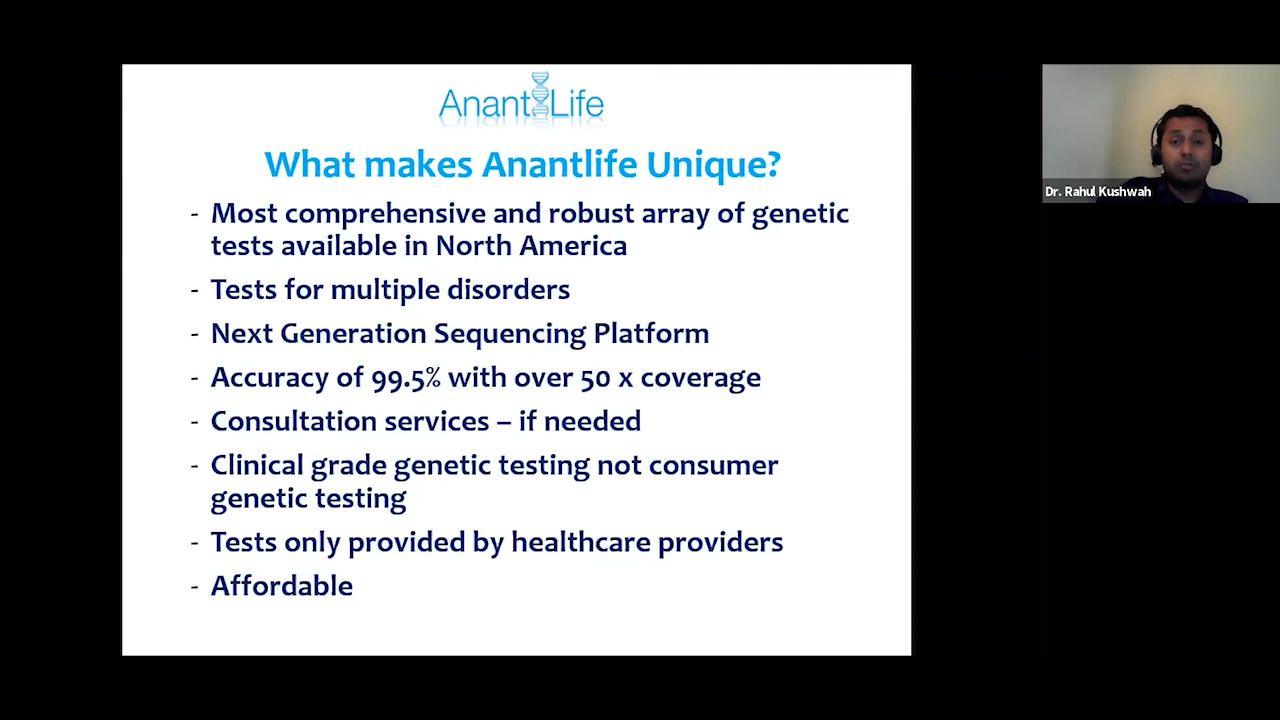 Anant Life
What makes Anantlife Unique?
- Most comprehensive and robust array of genetic
tests available in North America
- Tests for multiple disorders
- Next Generation Sequencing Platform
- Accuracy of 99.5% with over 50 x coverage
- Consultation services – if needed
- Clinical grade genetic testing not consumer
genetic testing
- Tests only provided by healthcare providers
- Affordable
Dr. Rahul Kushwah